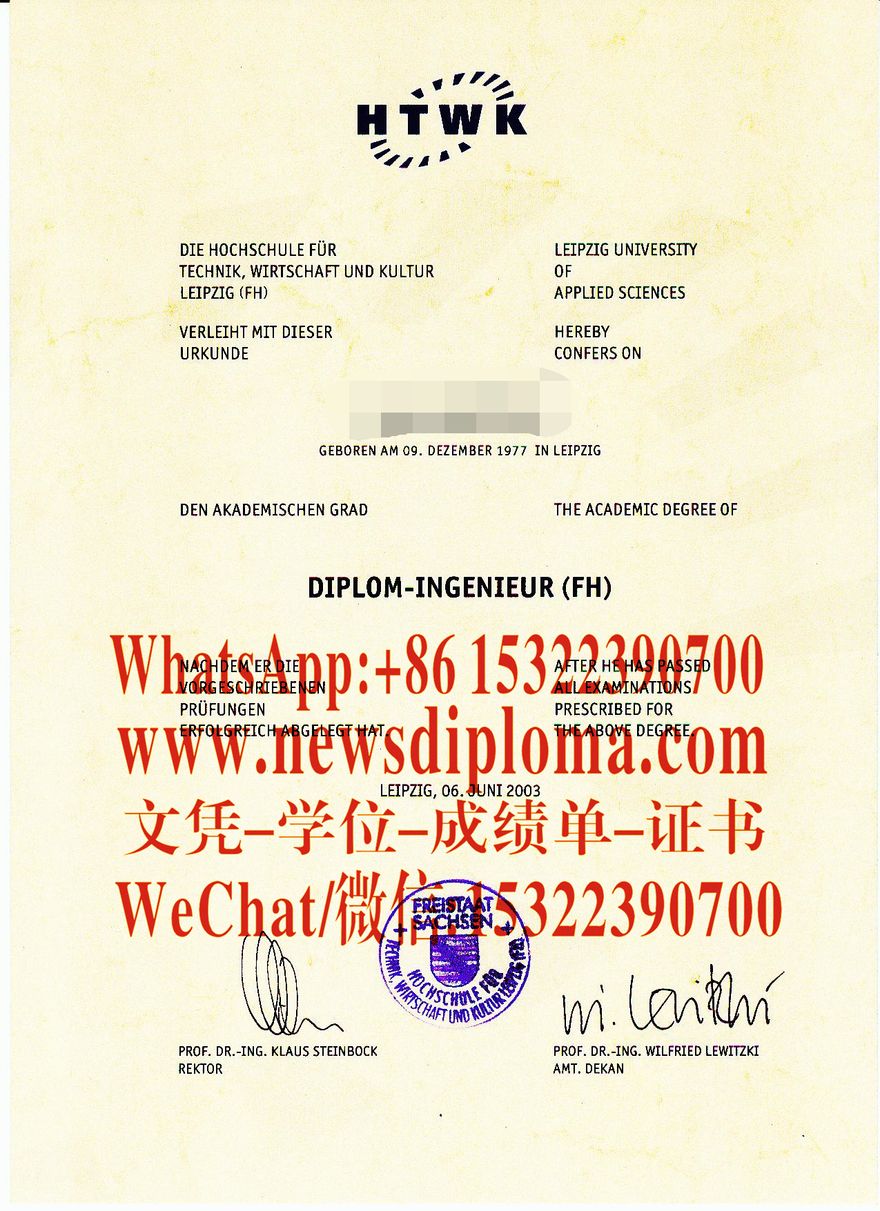 HTWK
DIE HOCHSCHULE FÜR
TECHNIK, WIRTSCHAFT UND KULTUR
LEIPZIG (FH)
LEIPZIG UNIVERSITY
OF
APPLIED SCIENCES
VERLEIHT MIT DIESER
URKUNDE
HEREBY
CONFERS ON
GEBOREN AM 09. DEZEMBER 1977 IN LEIPZIG
DEN AKADEMISCHEN GRAD
THE ACADEMIC DEGREE OF
DIPLOM-INGENIEUR (FH)
WhatsApp:+86 15322390700
NACHDEM ER DIE
VORGESCHRIEBENEN
PRÜFUNGEN
ERFOLGREICH ABGELEGT HAT.
AFTER HE HAS PASSED
ALL EXAMINATIONS
PRESCRIBED FOR
THE ABOVE DEGREE.
www.newsdiploma.com
LEIPZIG, 06. JUNI 2003
文凭–学位–成绩单–证书
WeChat/微信:15322390700
FREISTAAT
SACHSEN
HOCHSCHULE FÜR
TECHNIK, WIRTSCHAFT UND KULTUR LEIPZIG (FH)
PROF. DR.-ING. KLAUS STEINBOCK
REKTOR
PROF. DR.-ING. WILFRIED LEWITZKI
AMT. DEKAN